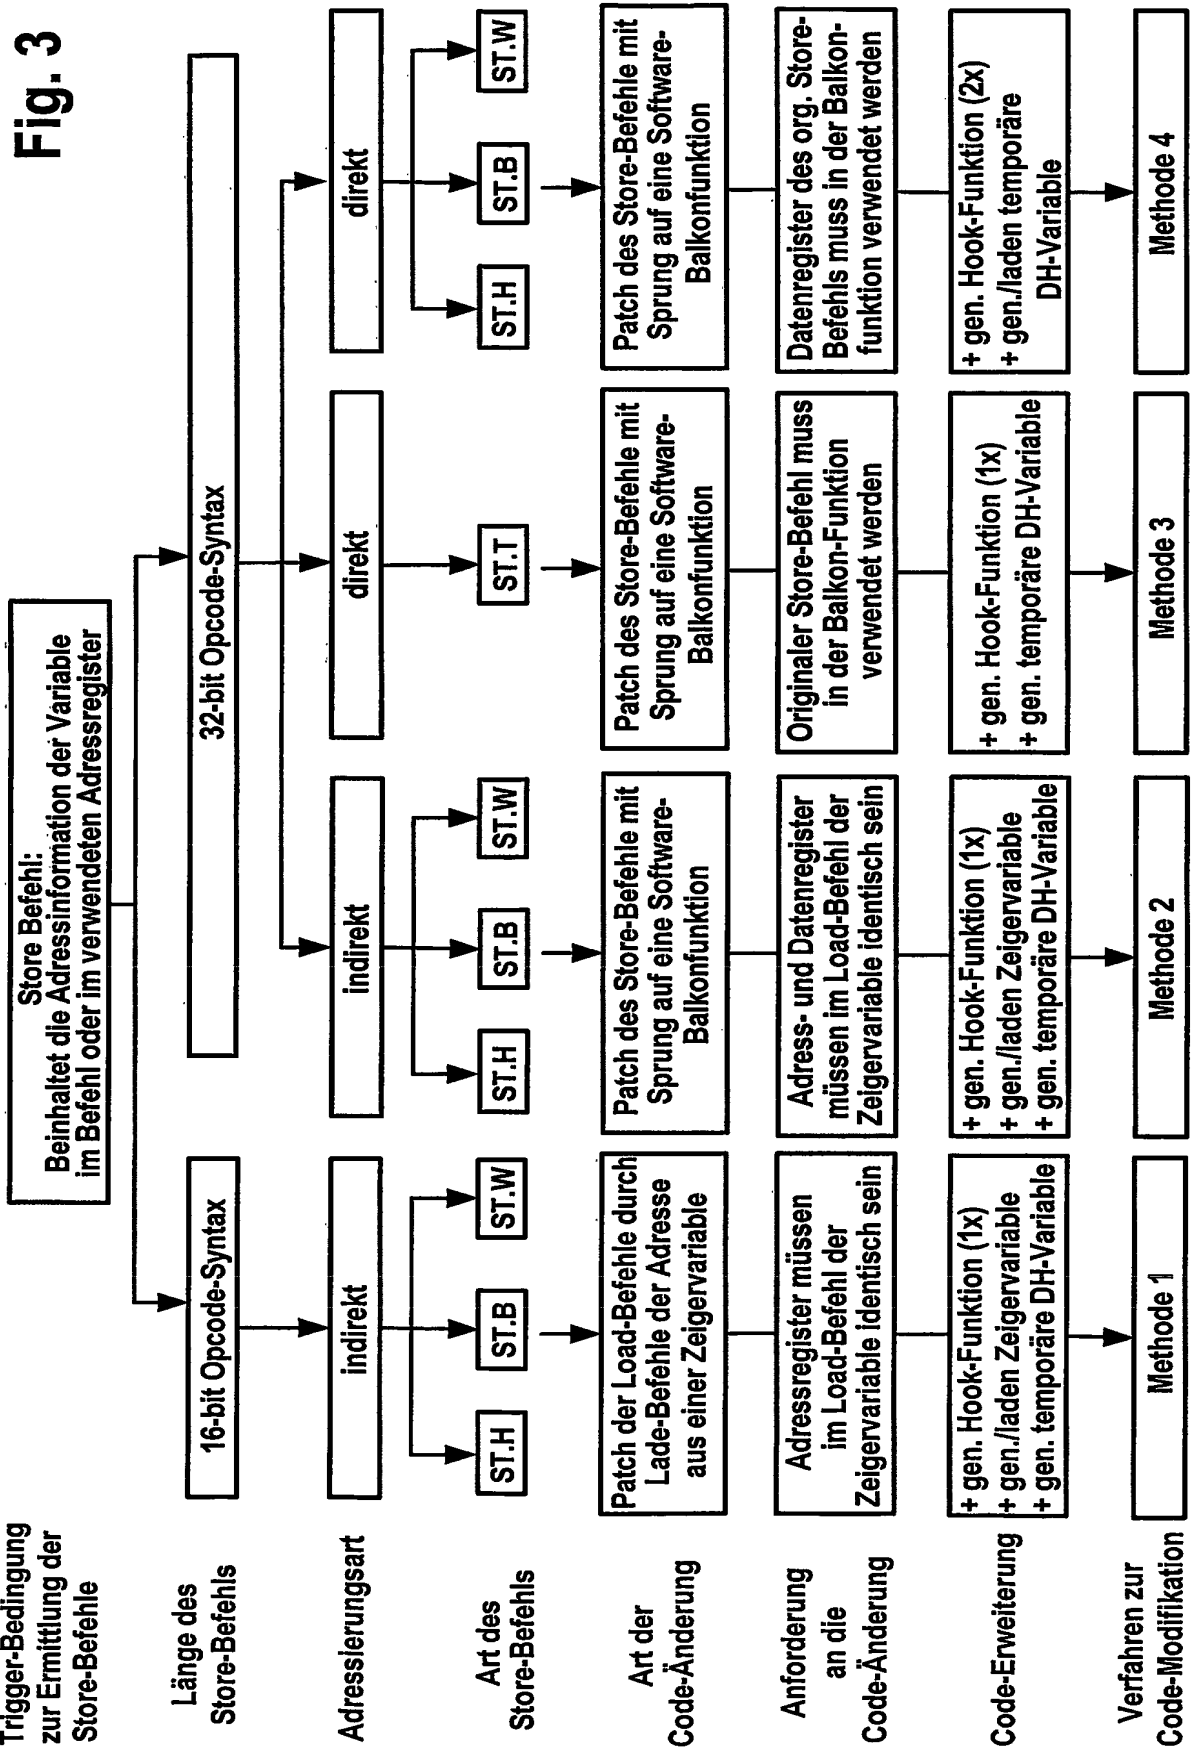 Fig. 3
Trigger-Bedingung
zur Ermittlung der
Store-Befehle
Store Befehl:
Beinhaltet die Adressinformation der Variable
im Befehl oder im verwendeten Adressregister
Länge des
Store-Befehls
16-bit Opcode-Syntax
32-bit Opcode-Syntax
Adressierungsart
indirekt
indirekt
direkt
direkt
Art des
Store-Befehls
ST.H
ST.B
ST.W
ST.H
ST.B
ST.W
ST.T
ST.H
ST.B
ST.W
Art der
Code-Änderung
Patch der Load-Befehle durch
Lade-Befehle der Adresse
aus einer Zeigervariable
Patch des Store-Befehle mit
Sprung auf eine Software-
Balkonfunktion
Patch des Store-Befehle mit
Sprung auf eine Software-
Balkonfunktion
Patch des Store-Befehle mit
Sprung auf eine Software-
Balkonfunktion
Anforderung
an die
Code-Änderung
Adressregister müssen
im Load-Befehl der
Zeigervariable identisch sein
Adress- und Datenregister
müssen im Load-Befehl der
Zeigervariable identisch sein
Originaler Store-Befehl muss
in der Balkon-Funktion
verwendet werden
Datenregister des org. Store-
Befehls muss in der Balkon-
funktion verwendet werden
Code-Erweiterung
+ gen. Hook-Funktion (1x)
+ gen./laden Zeigervariable
+ gen. temporäre DH-Variable
+ gen. Hook-Funktion (1x)
+ gen./laden Zeigervariable
+ gen. temporäre DH-Variable
+ gen. Hook-Funktion (1x)
+ gen. temporäre DH-Variable
+ gen. Hook-Funktion (2x)
+ gen./laden temporäre
DH-Variable
Verfahren zur
Code-Modifikation
Methode 1
Methode 2
Methode 3
Methode 4